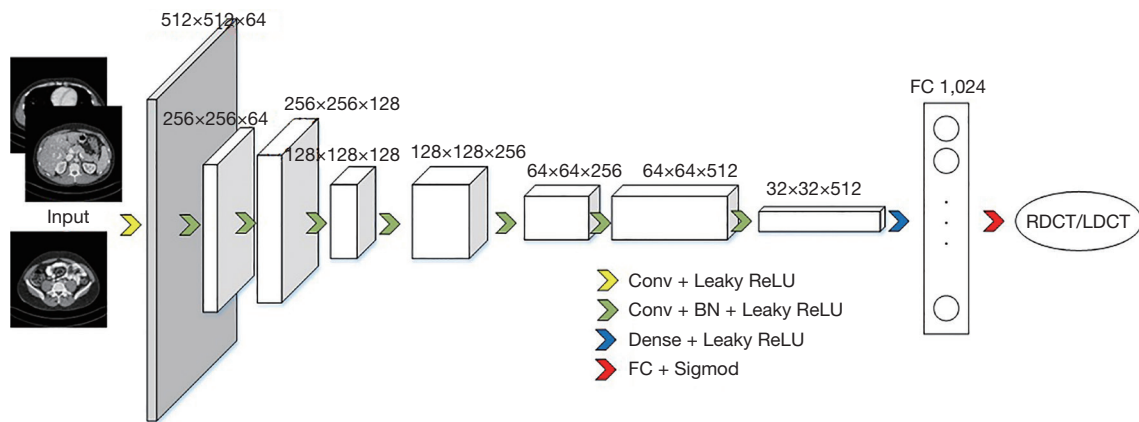 512×512×64
256×256×64
256×256×128
128×128×128
128×128×256
64×64×256
64×64×512
32×32×512
FC 1,024
Input
RDCT/LDCT
Conv + Leaky ReLU
Conv + BN + Leaky ReLU
Dense + Leaky ReLU
FC + Sigmod